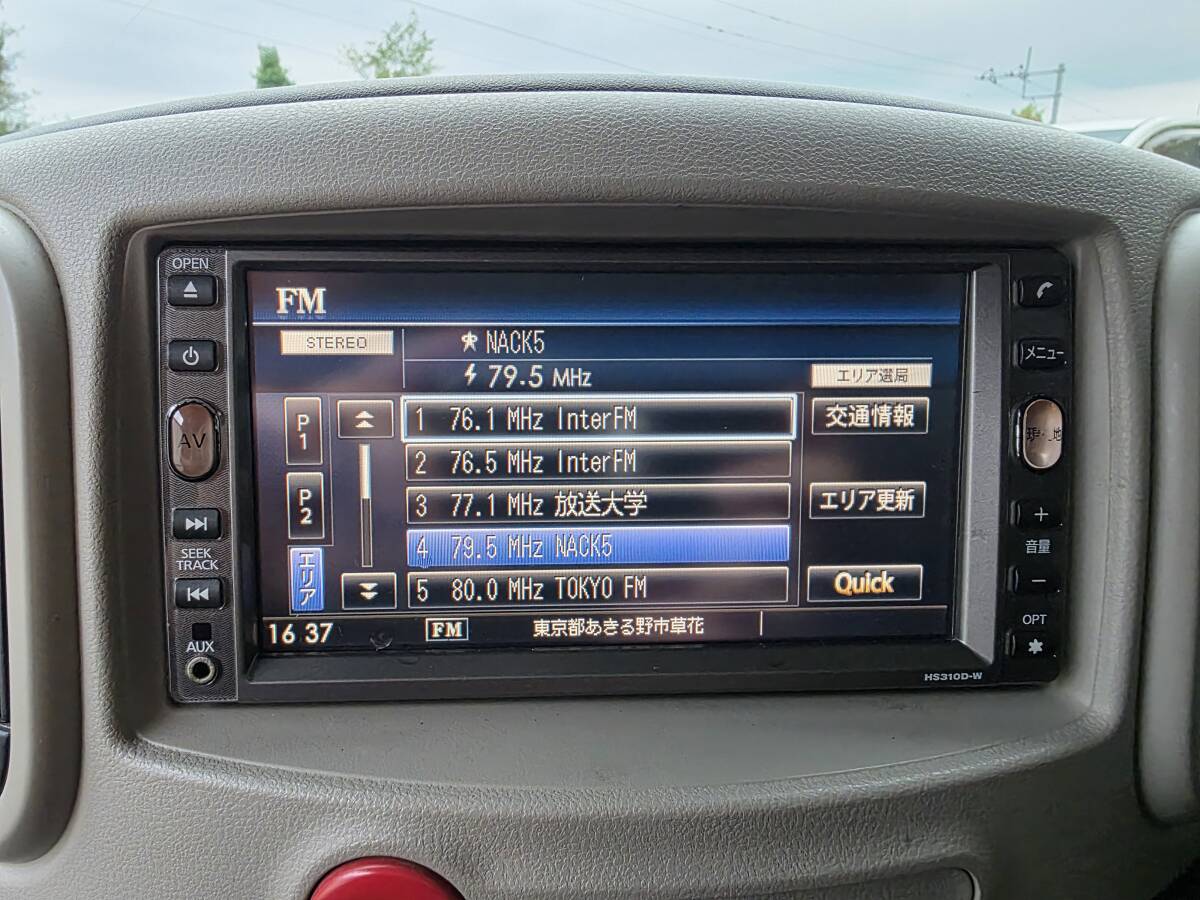 OPEN
AV
SEEK
TRACK
AUX
FM
STEREO
NACK5
79.5 MHz
エリア選局
P1
P2
エリア
1 76.1 MHz InterFM
2 76.5 MHz InterFM
3 77.1 MHz 放送大学
4 79.5 MHz NACK5
5 80.0 MHz TOKYO FM
交通情報
エリア更新
Quick
16 37
FM
東京都あきる野市草花
メニュー
+
音量
−
OPT
HS310D-W